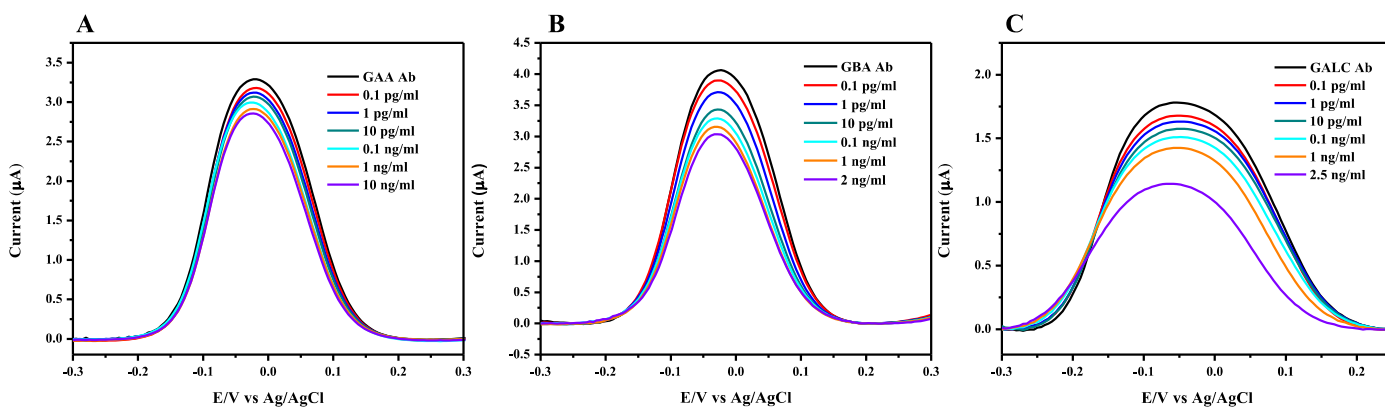 A
GAA Ab
0.1 pg/ml
1 pg/ml
10 pg/ml
0.1 ng/ml
1 ng/ml
10 ng/ml
Current (μA)
3.5
3.0
2.5
2.0
1.5
1.0
0.5
0.0
-0.3
-0.2
-0.1
0.0
0.1
0.2
0.3
E/V vs Ag/AgCl
B
GBA Ab
0.1 pg/ml
1 pg/ml
10 pg/ml
0.1 ng/ml
1 ng/ml
2 ng/ml
Current (μA)
4.5
4.0
3.5
3.0
2.5
2.0
1.5
1.0
0.5
0.0
-0.5
-0.3
-0.2
-0.1
0.0
0.1
0.2
0.3
E/V vs Ag/AgCl
C
GALC Ab
0.1 pg/ml
1 pg/ml
10 pg/ml
0.1 ng/ml
1 ng/ml
2.5 ng/ml
Current (μA)
2.0
1.5
1.0
0.5
0.0
-0.3
-0.2
-0.1
0.0
0.1
0.2
E/V vs Ag/AgCl